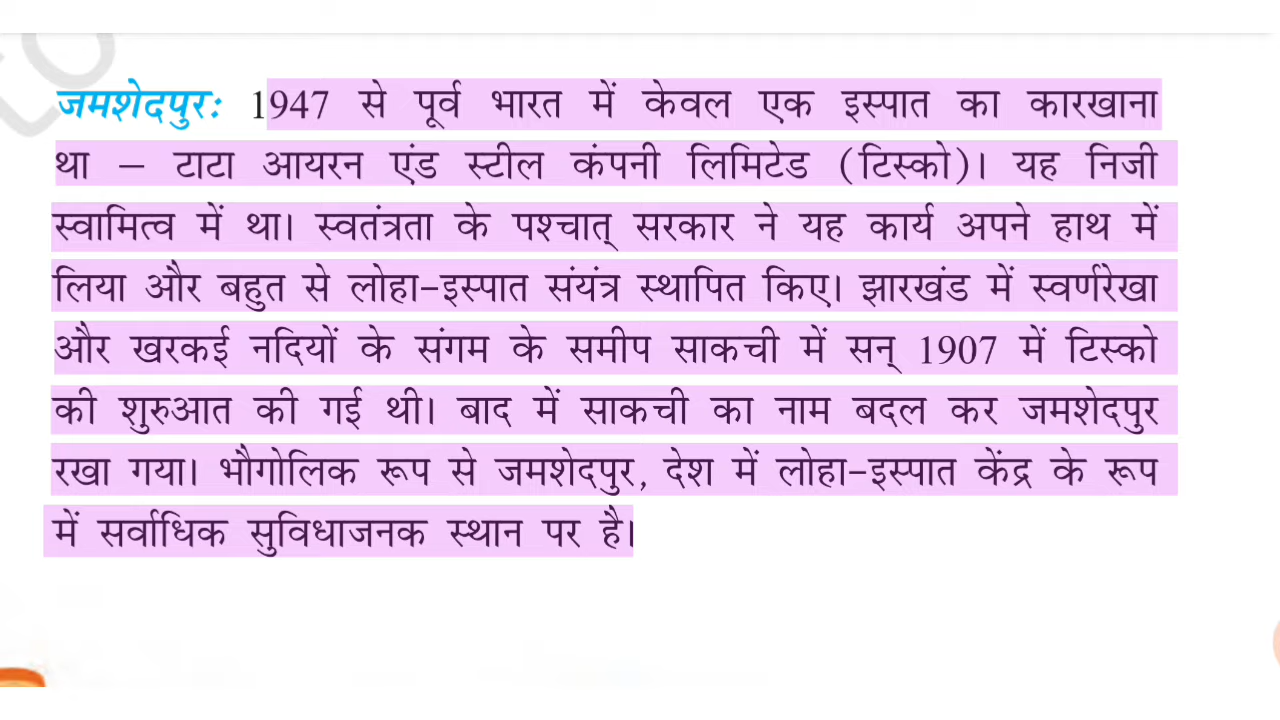 जमशेदपुरः 1947 से पूर्व भारत में केवल एक इस्पात का कारखाना
था – टाटा आयरन एंड स्टील कंपनी लिमिटेड (टिस्को)। यह निजी
स्वामित्व में था। स्वतंत्रता के पश्चात् सरकार ने यह कार्य अपने हाथ में
लिया और बहुत से लोहा-इस्पात संयंत्र स्थापित किए। झारखंड में स्वर्णरेखा
और खरकई नदियों के संगम के समीप साकची में सन् 1907 में टिस्को
की शुरुआत की गई थी। बाद में साकची का नाम बदल कर जमशेदपुर
रखा गया। भौगोलिक रूप से जमशेदपुर, देश में लोहा-इस्पात केंद्र के रूप
में सर्वाधिक सुविधाजनक स्थान पर है।